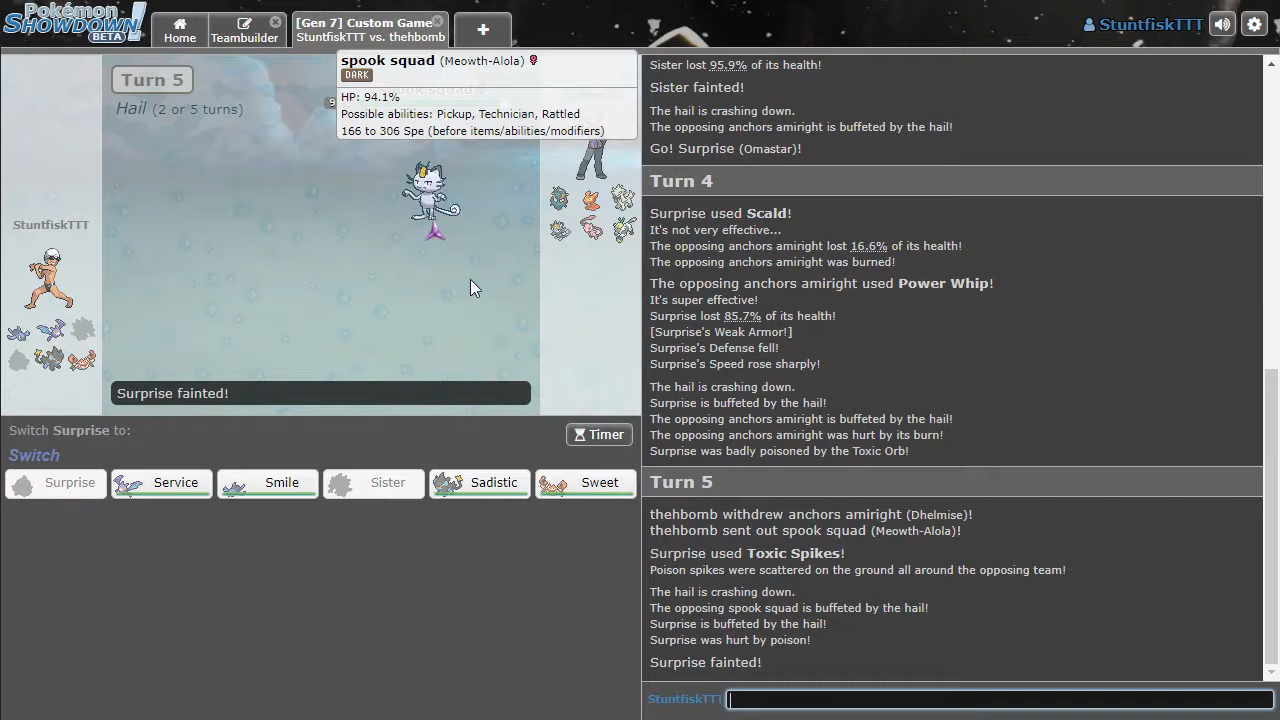 Pokémon
SHOWDOWN!
BETA
Home
Teambuilder
[Gen 7] Custom Game
StuntfiskTTT vs. thehbomb
+
StuntfiskTTT
spook squad (Meowth-Alola)
DARK
HP: 94.1%
Possible abilities: Pickup, Technician, Rattled
166 to 306 Spe (before items/abilities/modifiers)
Turn 5
Hail (2 or 5 turns)
StuntfiskTTT
Surprise fainted!
Switch Surprise to:
Timer
Switch
Surprise
Service
Smile
Sister
Sadistic
Sweet
Sister lost 95.9% of its health!
Sister fainted!
The hail is crashing down.
The opposing anchors amiright is buffeted by the hail!
Go! Surprise (Omastar)!
Turn 4
Surprise used Scald!
It's not very effective...
The opposing anchors amiright lost 16.6% of its health!
The opposing anchors amiright was burned!
The opposing anchors amiright used Power Whip!
It's super effective!
Surprise lost 85.7% of its health!
[Surprise's Weak Armor!]
Surprise's Defense fell!
Surprise's Speed rose sharply!
The hail is crashing down.
Surprise is buffeted by the hail!
The opposing anchors amiright is buffeted by the hail!
The opposing anchors amiright was hurt by its burn!
Surprise was badly poisoned by the Toxic Orb!
Turn 5
thehbomb withdrew anchors amiright (Dhelmise)!
thehbomb sent out spook squad (Meowth-Alola)!
Surprise used Toxic Spikes!
Poison spikes were scattered on the ground all around the opposing team!
The hail is crashing down.
The opposing spook squad is buffeted by the hail!
Surprise is buffeted by the hail!
Surprise was hurt by poison!
Surprise fainted!
StuntfiskTTT